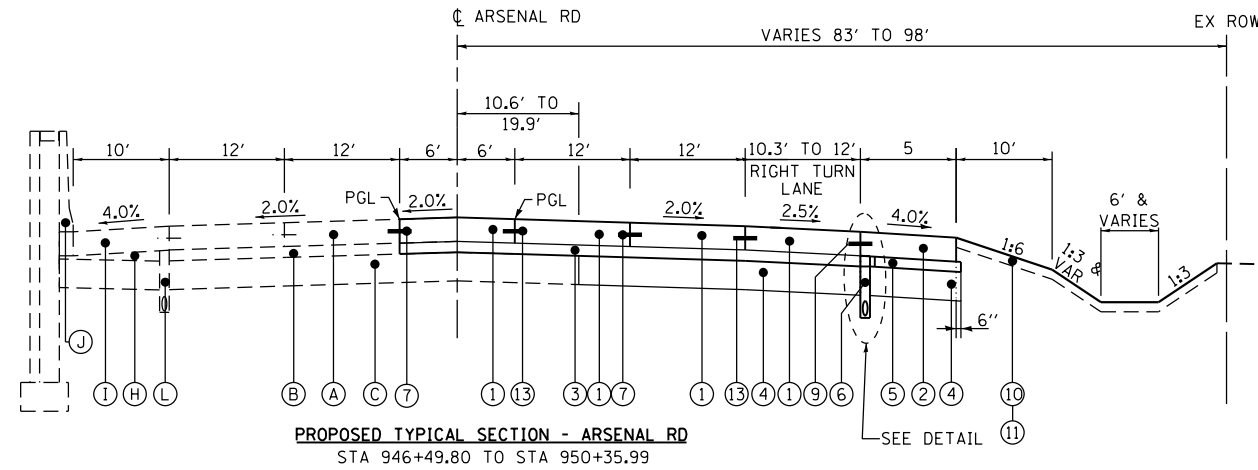 ℄ ARSENAL RD
EX ROW
VARIES 83' TO 98'
10.6' TO
19.9'
10'
12'
12'
6'
6'
12'
12'
10.3' TO 12'
RIGHT TURN
LANE
5
10'
6' &
VARIES
PGL
PGL
4.0%
2.0%
2.0%
2.0%
2.5%
4.0%
1:6
1:3 &
VAR
1:3
6"
J
I
H
L
B
A
C
7
1
13
3
1
7
1
13
4
1
9
6
5
2
4
10
11
SEE DETAIL
PROPOSED TYPICAL SECTION - ARSENAL RD
STA 946+49.80 TO STA 950+35.99